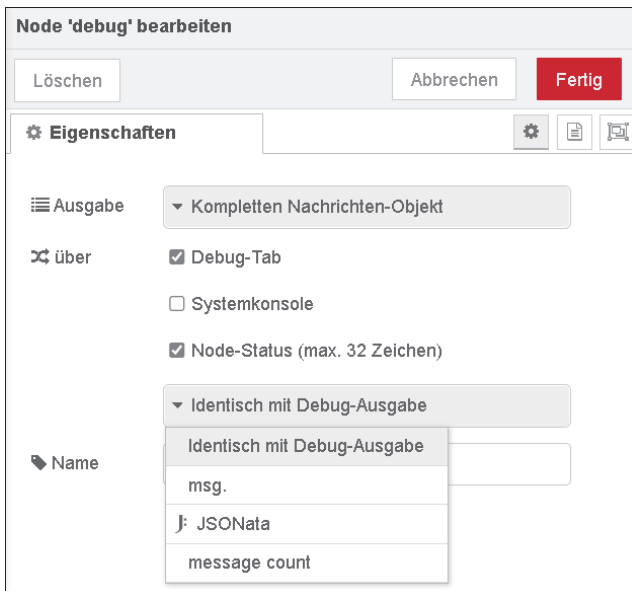 Node 'debug' bearbeiten
Löschen Abbrechen Fertig
Eigenschaften
Ausgabe Kompletten Nachrichten-Objekt
über Debug-Tab
Systemkonsole
Node-Status (max. 32 Zeichen)
Identisch mit Debug-Ausgabe
Identisch mit Debug-Ausgabe
Name
msg.
J: JSONata
message count